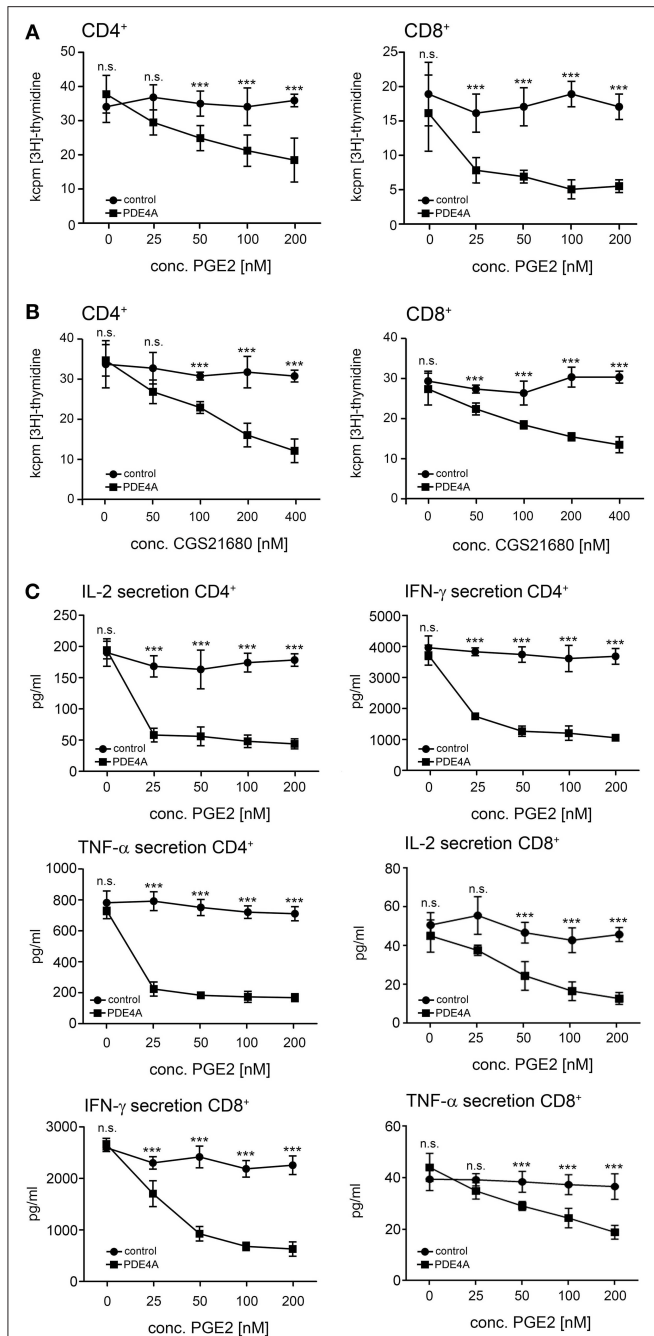 A
CD4+
CD8+
n.s.
n.s.
***
***
***
n.s.
***
***
***
***
50
40
30
20
10
0
kcpm [3H]-thymidine
control
PDE4A
0 25 50 100 200
conc. PGE2 [nM]
25
20
15
10
5
0
kcpm [3H]-thymidine
control
PDE4A
0 25 50 100 200
conc. PGE2 [nM]
B
CD4+
CD8+
n.s.
n.s.
***
***
***
n.s.
***
***
***
***
40
30
20
10
0
kcpm [3H]-thymidine
control
PDE4A
0 50 100 200 400
conc. CGS21680 [nM]
40
30
20
10
0
kcpm [3H]-thymidine
control
PDE4A
0 50 100 200 400
conc. CGS21680 [nM]
C
IL-2 secretion CD4+
IFN-γ secretion CD4+
n.s.
***
***
***
***
n.s.
***
***
***
***
250
200
150
100
50
0
pg/ml
control
PDE4A
0 25 50 100 200
conc. PGE2 [nM]
5000
4000
3000
2000
1000
0
pg/ml
control
PDE4A
0 25 50 100 200
conc. PGE2 [nM]
TNF-α secretion CD4+
IL-2 secretion CD8+
n.s.
***
***
***
***
n.s.
n.s.
***
***
***
1000
800
600
400
200
0
pg/ml
control
PDE4A
0 25 50 100 200
conc. PGE2 [nM]
60
40
20
0
pg/ml
control
PDE4A
0 25 50 100 200
conc. PGE2 [nM]
IFN-γ secretion CD8+
TNF-α secretion CD8+
n.s.
***
***
***
***
n.s.
n.s.
***
***
***
3000
2000
1000
0
pg/ml
control
PDE4A
0 25 50 100 200
conc. PGE2 [nM]
60
40
20
0
pg/ml
control
PDE4A
0 25 50 100 200
conc. PGE2 [nM]